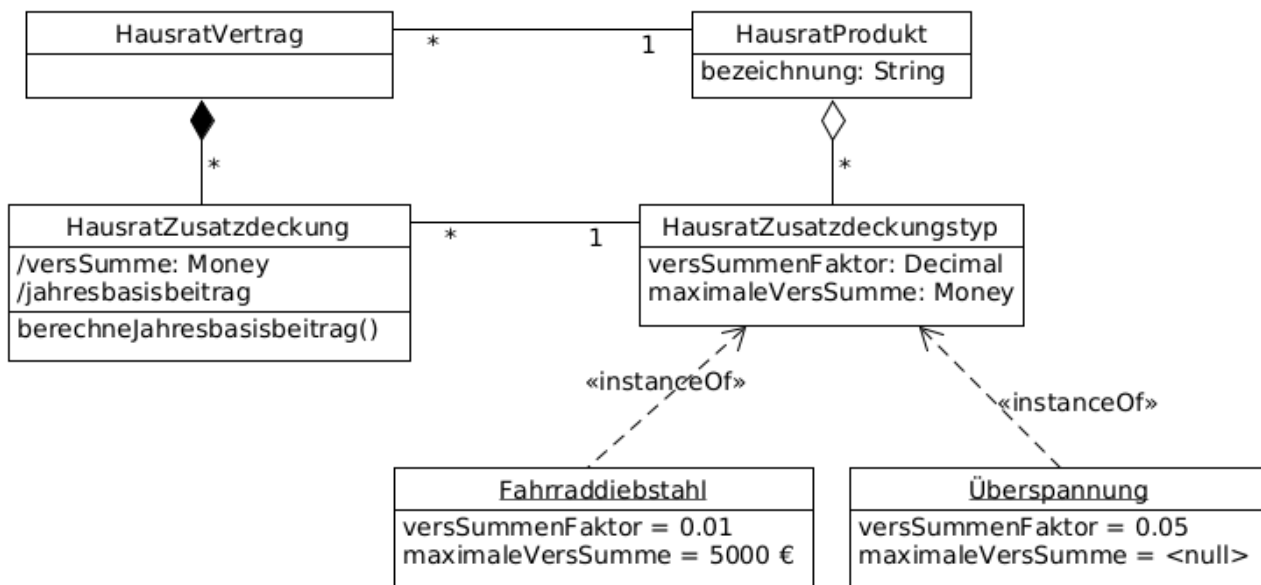 HausratVertrag
* 1
HausratProdukt
bezeichnung: String
*
*
HausratZusatzdeckung
/versSumme: Money
/jahresbasisbeitrag
berechneJahresbasisbeitrag()
* 1
HausratZusatzdeckungstyp
versSummenFaktor: Decimal
maximaleVersSumme: Money
«instanceOf»
«instanceOf»
Fahrraddiebstahl
versSummenFaktor = 0.01
maximaleVersSumme = 5000 €
Überspannung
versSummenFaktor = 0.05
maximaleVersSumme = <null>